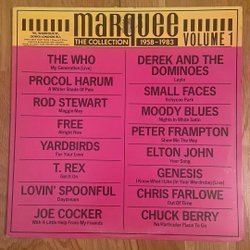 marquee
THE COLLECTION 1958-1983 VOLUME 1
THE WHO
My Generation (Live)
PROCOL HARUM
A Whiter Shade Of Pale
ROD STEWART
Maggie May
FREE
Alright Now
YARDBIRDS
For Your Love
T. REX
Get It On
LOVIN' SPOONFUL
Daydream
JOE COCKER
With A Little Help From My Friends
DEREK AND THE
DOMINOES
Layla
SMALL FACES
Itchycoo Park
MOODY BLUES
Nights In White Satin
PETER FRAMPTON
Show Me The Way
ELTON JOHN
Your Song
GENESIS
I Know What I Like (In Your Wardrobe) (Live)
CHRIS FARLOWE
Out Of Time
CHUCK BERRY
No Particular Place To Go